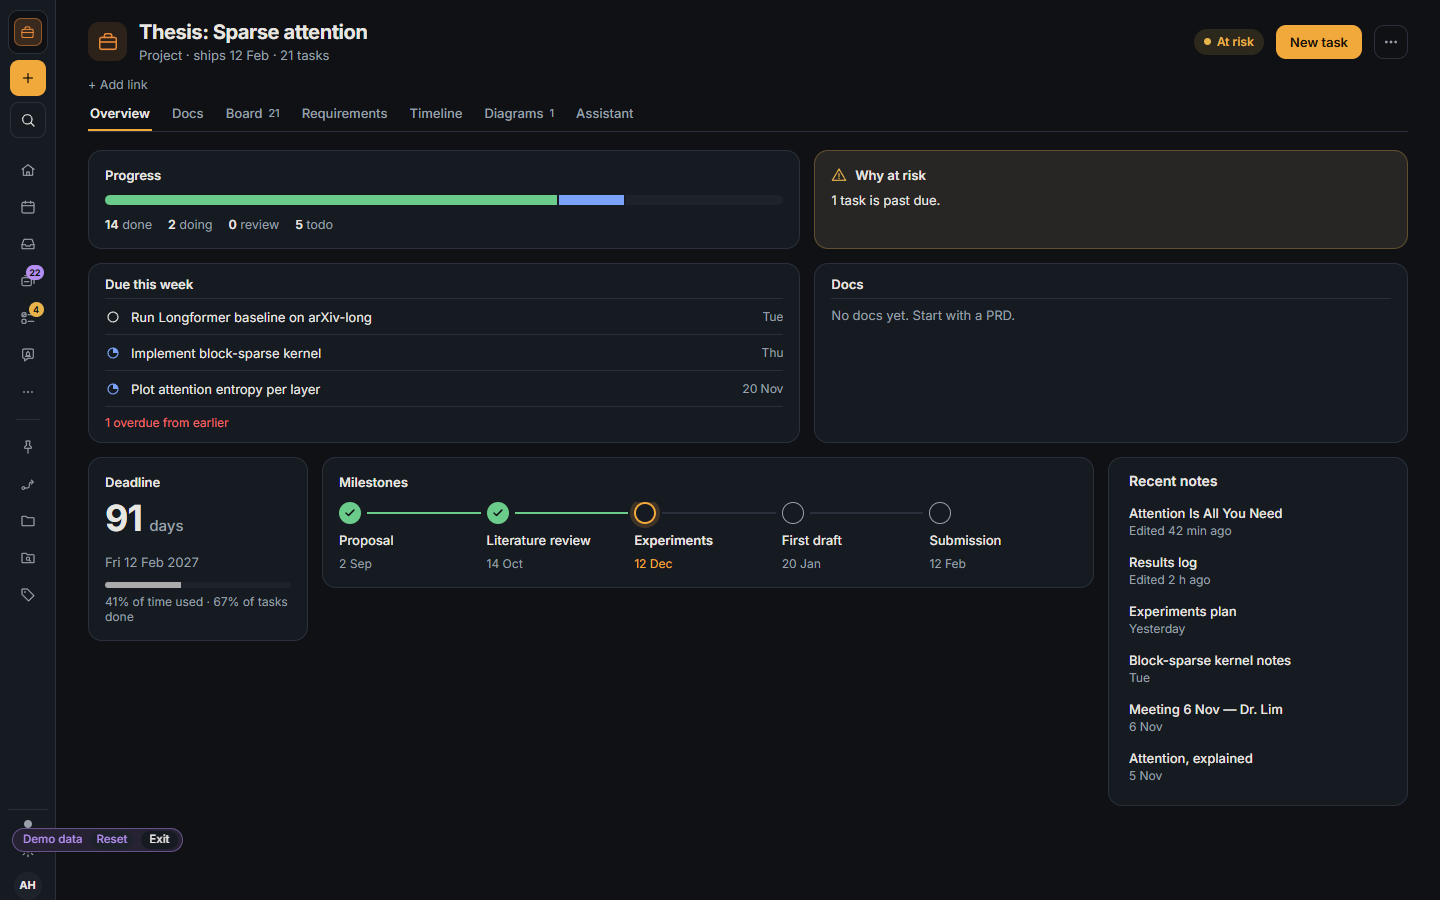 Thesis: Sparse attention
Project · ships 12 Feb · 21 tasks
At risk
New task
+ Add link
Overview
Docs
Board 21
Requirements
Timeline
Diagrams 1
Assistant
22
4
Progress
14 done
2 doing
0 review
5 todo
Why at risk
1 task is past due.
Due this week
Run Longformer baseline on arXiv-long
Tue
Implement block-sparse kernel
Thu
Plot attention entropy per layer
20 Nov
1 overdue from earlier
Docs
No docs yet. Start with a PRD.
Deadline
91 days
Fri 12 Feb 2027
41% of time used · 67% of tasks
done
Milestones
Proposal
2 Sep
Literature review
14 Oct
Experiments
12 Dec
First draft
20 Jan
Submission
12 Feb
Recent notes
Attention Is All You Need
Edited 42 min ago
Results log
Edited 2 h ago
Experiments plan
Yesterday
Block-sparse kernel notes
Tue
Meeting 6 Nov — Dr. Lim
6 Nov
Attention, explained
5 Nov
Demo data
Reset
Exit
AH